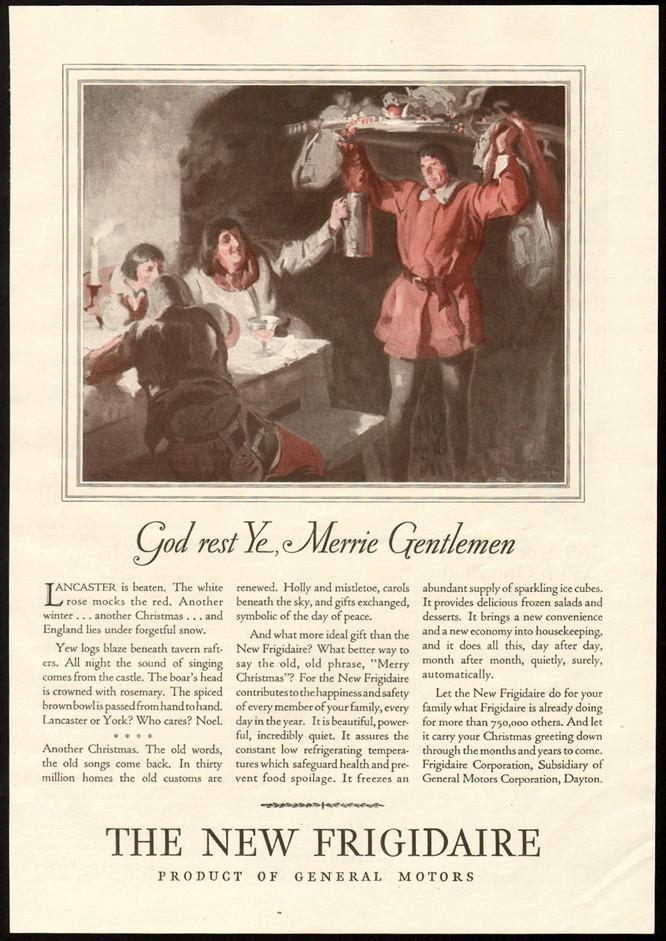 God rest Ye, Merrie Gentlemen
LANCASTER is beaten. The white
rose mocks the red. Another
winter . . . another Christmas . . . and
England lies under forgetful snow.
Yew logs blaze beneath tavern raft-
ers. All night the sound of singing
comes from the castle. The boar's head
is crowned with rosemary. The spiced
brown bowl is passed from hand to hand.
Lancaster or York? Who cares? Noel.
* * * *
Another Christmas. The old words,
the old songs come back. In thirty
million homes the old customs are
renewed. Holly and mistletoe, carols
beneath the sky, and gifts exchanged,
symbolic of the day of peace.
And what more ideal gift than the
New Frigidaire? What better way to
say the old, old phrase, "Merry
Christmas"? For the New Frigidaire
contributes to the happiness and safety
of every member of your family, every
day in the year. It is beautiful, power-
ful, incredibly quiet. It assures the
constant low refrigerating tempera-
tures which safeguard health and pre-
vent food spoilage. It freezes an
abundant supply of sparkling ice cubes.
It provides delicious frozen salads and
desserts. It brings a new convenience
and a new economy into housekeeping,
and it does all this, day after day,
month after month, quietly, surely,
automatically.
Let the New Frigidaire do for your
family what Frigidaire is already doing
for more than 750,000 others. And let
it carry your Christmas greeting down
through the months and years to come.
Frigidaire Corporation, Subsidiary of
General Motors Corporation, Dayton.
THE NEW FRIGIDAIRE
PRODUCT OF GENERAL MOTORS